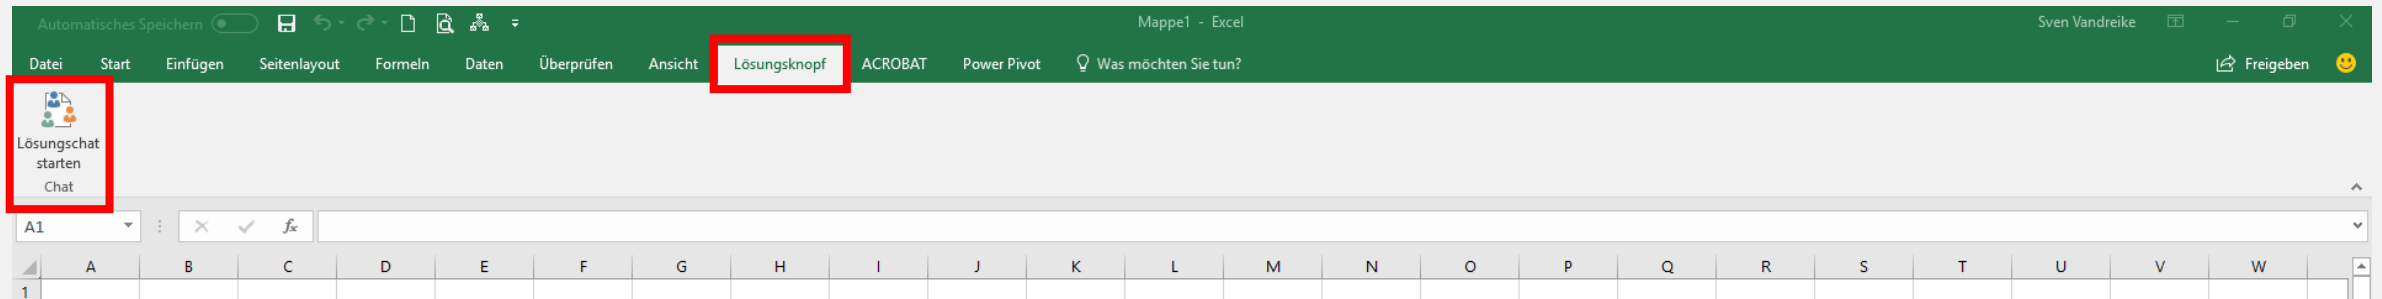 Automatisches Speichern
Mappe1 - Excel
Sven Vandreike
Datei Start Einfügen Seitenlayout Formeln Daten Überprüfen Ansicht Lösungsknopf ACROBAT Power Pivot Was möchten Sie tun? Freigeben
Lösungschat
starten
Chat
A1 fx
A B C D E F G H I J K L M N O P Q R S T U V W
1